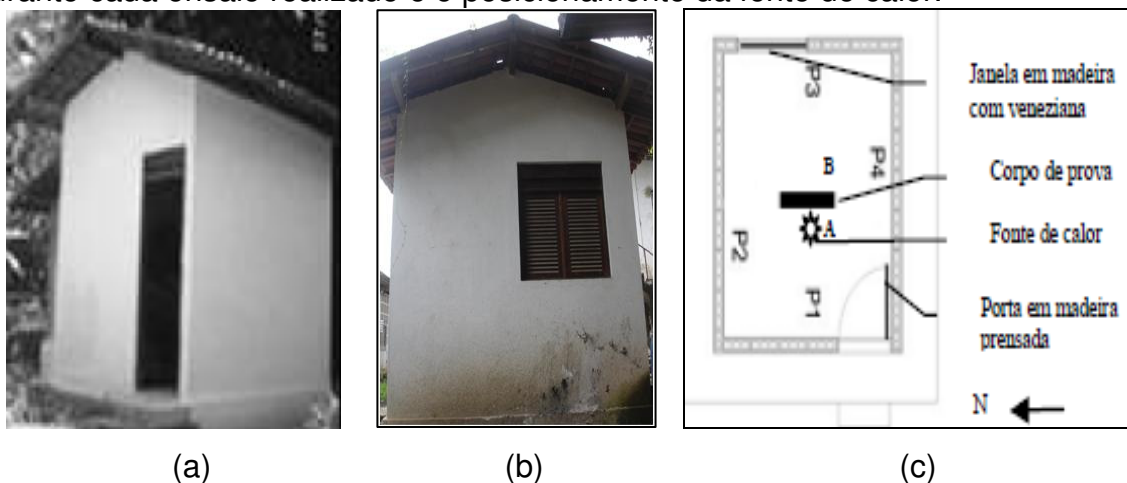 durante cada ensaio realizado e o posicionamento da fonte de calor.
P3
P4
P2
P1
B
A
Janela em madeira
com veneziana
Corpo de prova
Fonte de calor
Porta em madeira
prensada
N
(a)
(b)
(c)